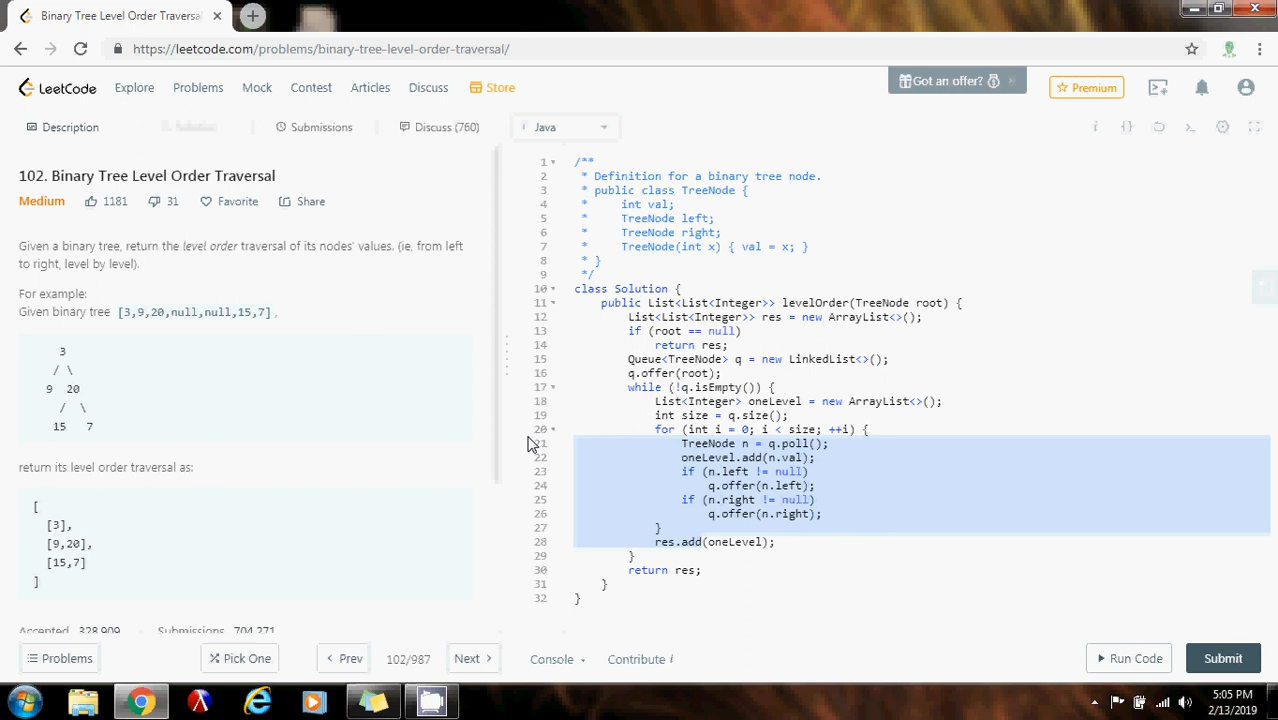 Binary Tree Level Order Traversal
https://leetcode.com/problems/binary-tree-level-order-traversal/
LeetCode Explore Problems Mock Contest Articles Discuss Store Got an offer? Premium
Description Submissions Discuss (760) Java
102. Binary Tree Level Order Traversal
Medium 1181 31 Favorite Share
Given a binary tree, return the level order traversal of its nodes' values. (ie, from left
to right, level by level).
For example:
Given binary tree [3,9,20,null,null,15,7],
3
/ \
9 20
/ \
15 7
return its level order traversal as:
[
[3],
[9,20],
[15,7]
]
Accepted 328,909 Submissions 704,271
1 /**
2 * Definition for a binary tree node.
3 * public class TreeNode {
4 * int val;
5 * TreeNode left;
6 * TreeNode right;
7 * TreeNode(int x) { val = x; }
8 * }
9 */
10 class Solution {
11 public List<List<Integer>> levelOrder(TreeNode root) {
12 List<List<Integer>> res = new ArrayList<>();
13 if (root == null)
14 return res;
15 Queue<TreeNode> q = new LinkedList<>();
16 q.offer(root);
17 while (!q.isEmpty()) {
18 List<Integer> oneLevel = new ArrayList<>();
19 int size = q.size();
20 for (int i = 0; i < size; ++i) {
21 TreeNode n = q.poll();
22 oneLevel.add(n.val);
23 if (n.left != null)
24 q.offer(n.left);
25 if (n.right != null)
26 q.offer(n.right);
27 }
28 res.add(oneLevel);
29 }
30 return res;
31 }
32 }
Problems Pick One Prev 102/987 Next Console Contribute i Run Code Submit
5:05 PM
2/13/2019